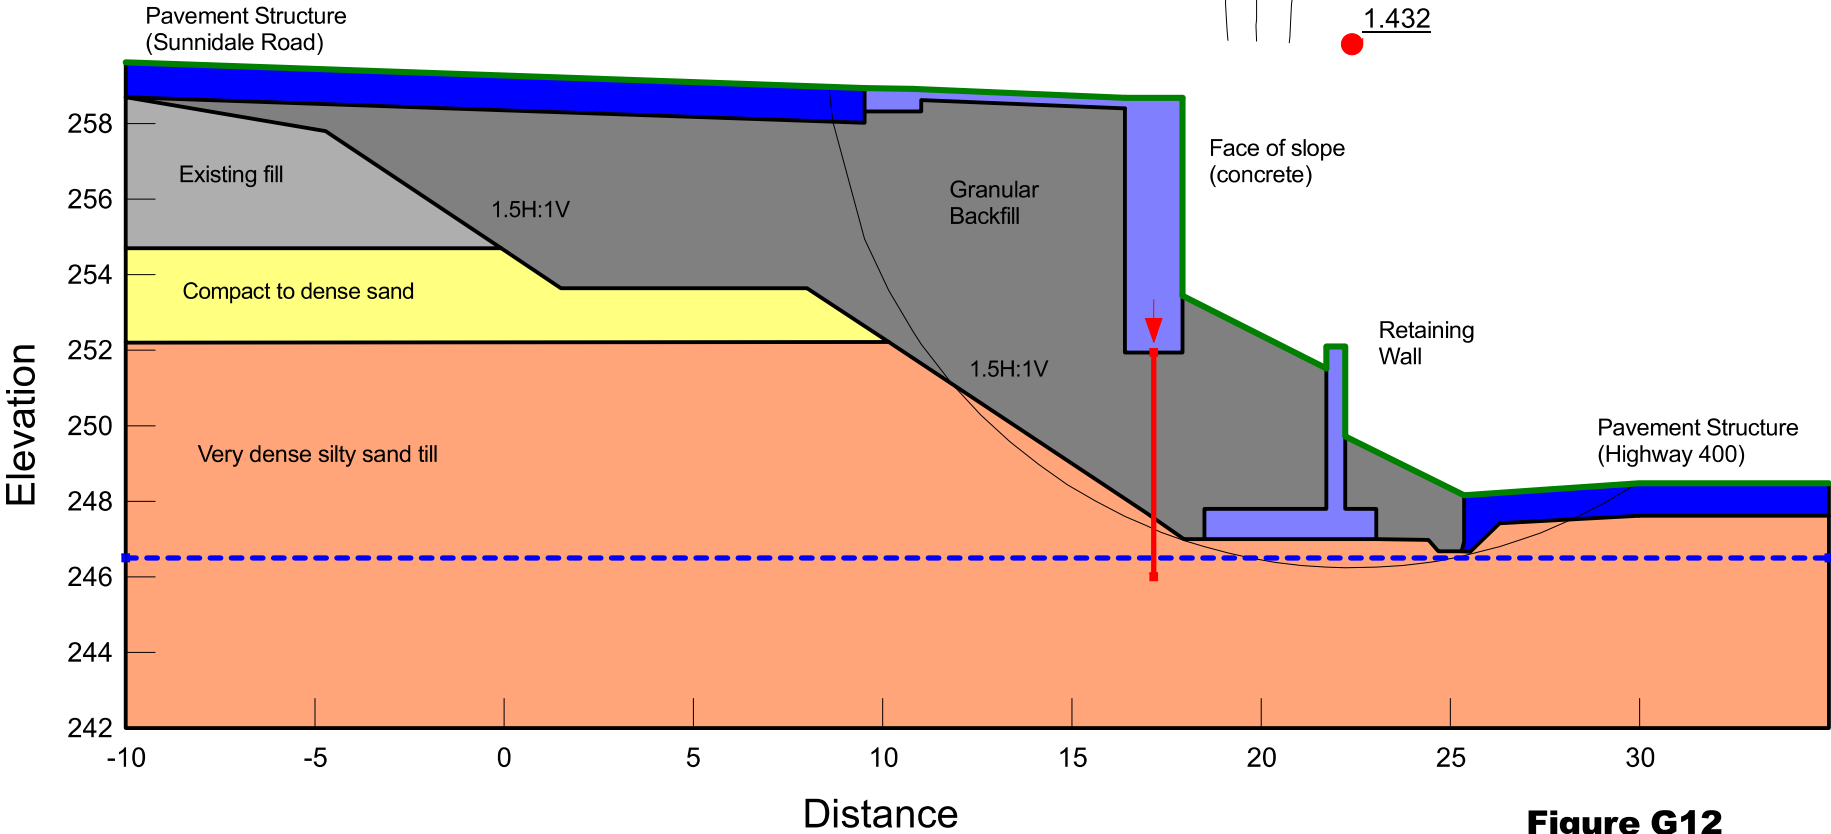 Pavement Structure
(Sunnidale Road)
1.432
258
256
254
252
250
248
246
244
242
Elevation
Existing fill
1.5H:1V
Granular
Backfill
Face of slope
(concrete)
Compact to dense sand
1.5H:1V
Retaining
Wall
Very dense silty sand till
Pavement Structure
(Highway 400)
-10
-5
0
5
10
15
20
25
30
Distance
Figure G12